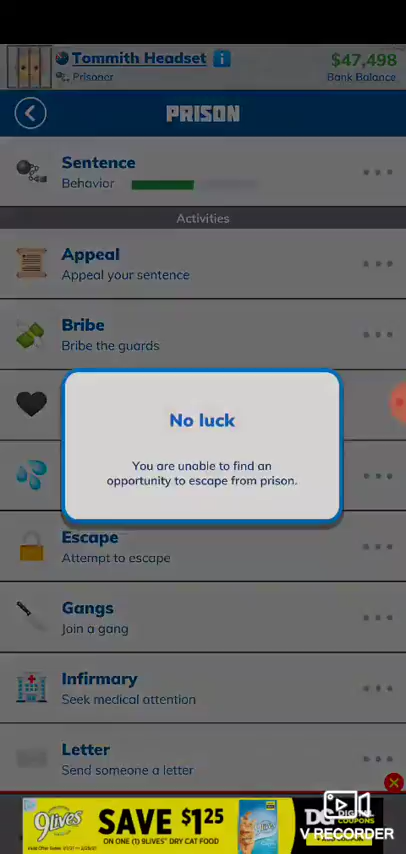 Tommith Headset
$47,498
Prisoner
Bank Balance
PRISON
Sentence
Behavior
Activities
Appeal
Appeal your sentence
Bribe
Bribe the guards
No luck
You are unable to find an
opportunity to escape from prison.
Escape
Attempt to escape
Gangs
Join a gang
Infirmary
Seek medical attention
Letter
Send someone a letter
9Lives
SAVE $1.25
ON ONE (1) 9LIVES DRY CAT FOOD
DG DIGITAL
COUPONS
V RECORDER